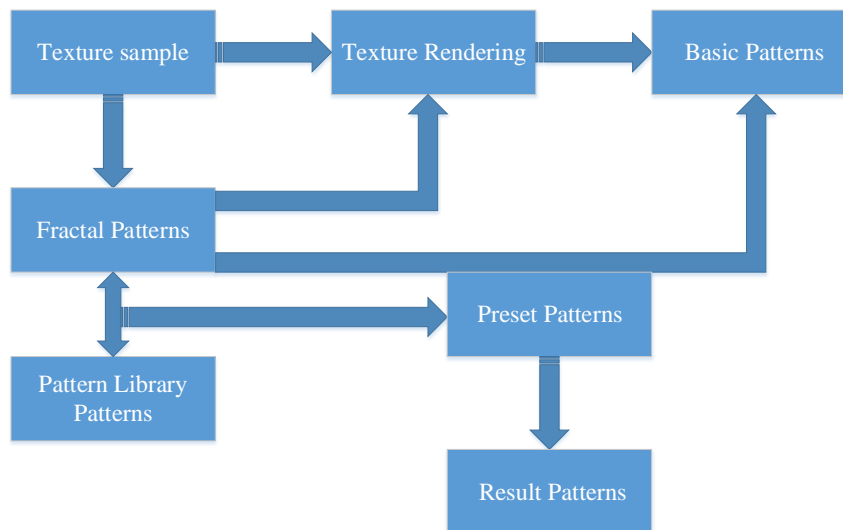 Texture sample
Texture Rendering
Basic Patterns
Fractal Patterns
Preset Patterns
Pattern Library
Patterns
Result Patterns